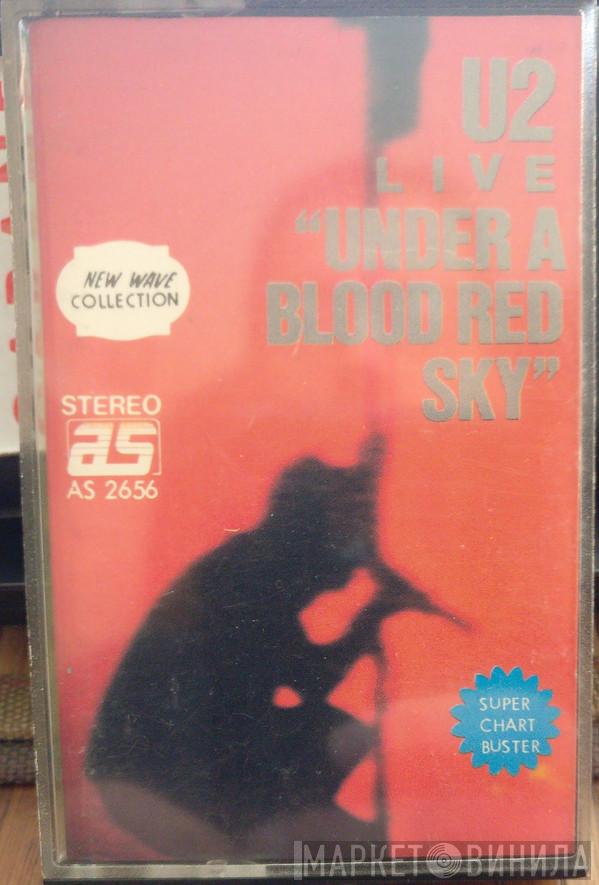 U2
LIVE
"UNDER A
BLOOD RED
SKY"
NEW WAVE
COLLECTION
STEREO
as
AS 2656
SUPER
CHART
BUSTER
МАРКЕТ ВИНИЛА